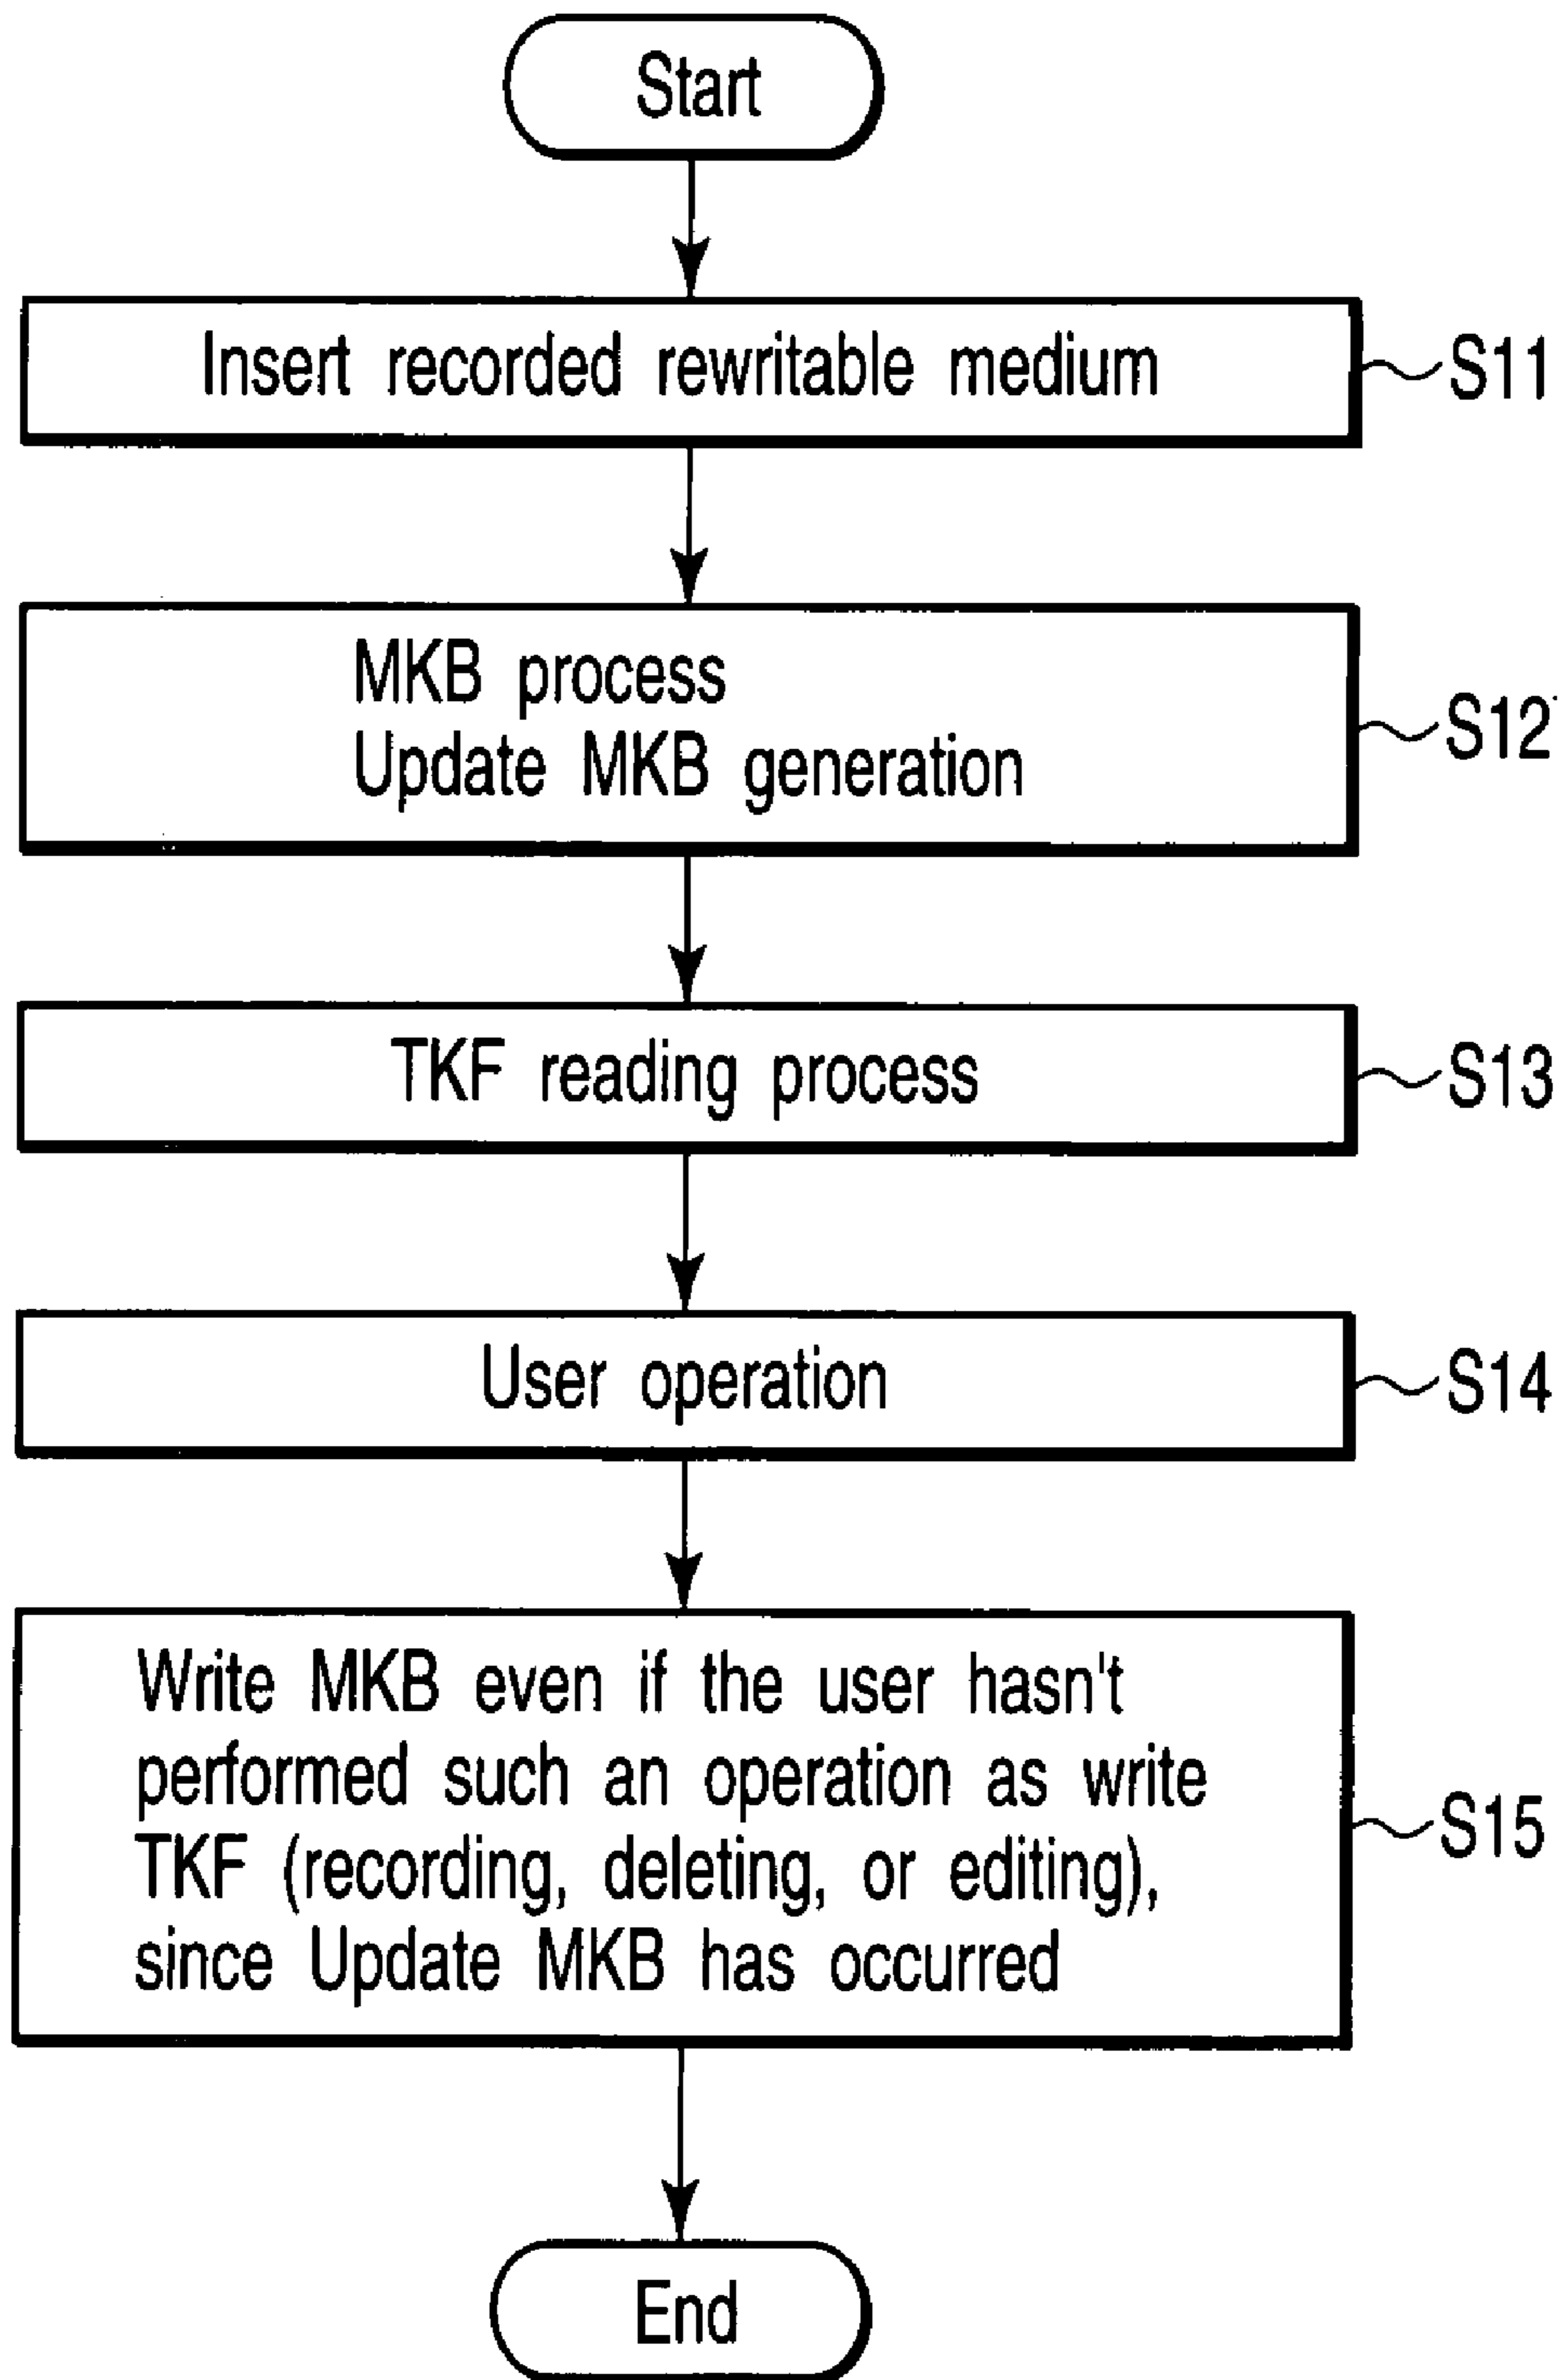 Start
Insert recorded rewritable medium
S11
MKB process
Update MKB generation
S12
TKF reading process
S13
User operation
S14
Write MKB even if the user hasn't
performed such an operation as write
TKF (recording, deleting, or editing),
since Update MKB has occurred
S15
End